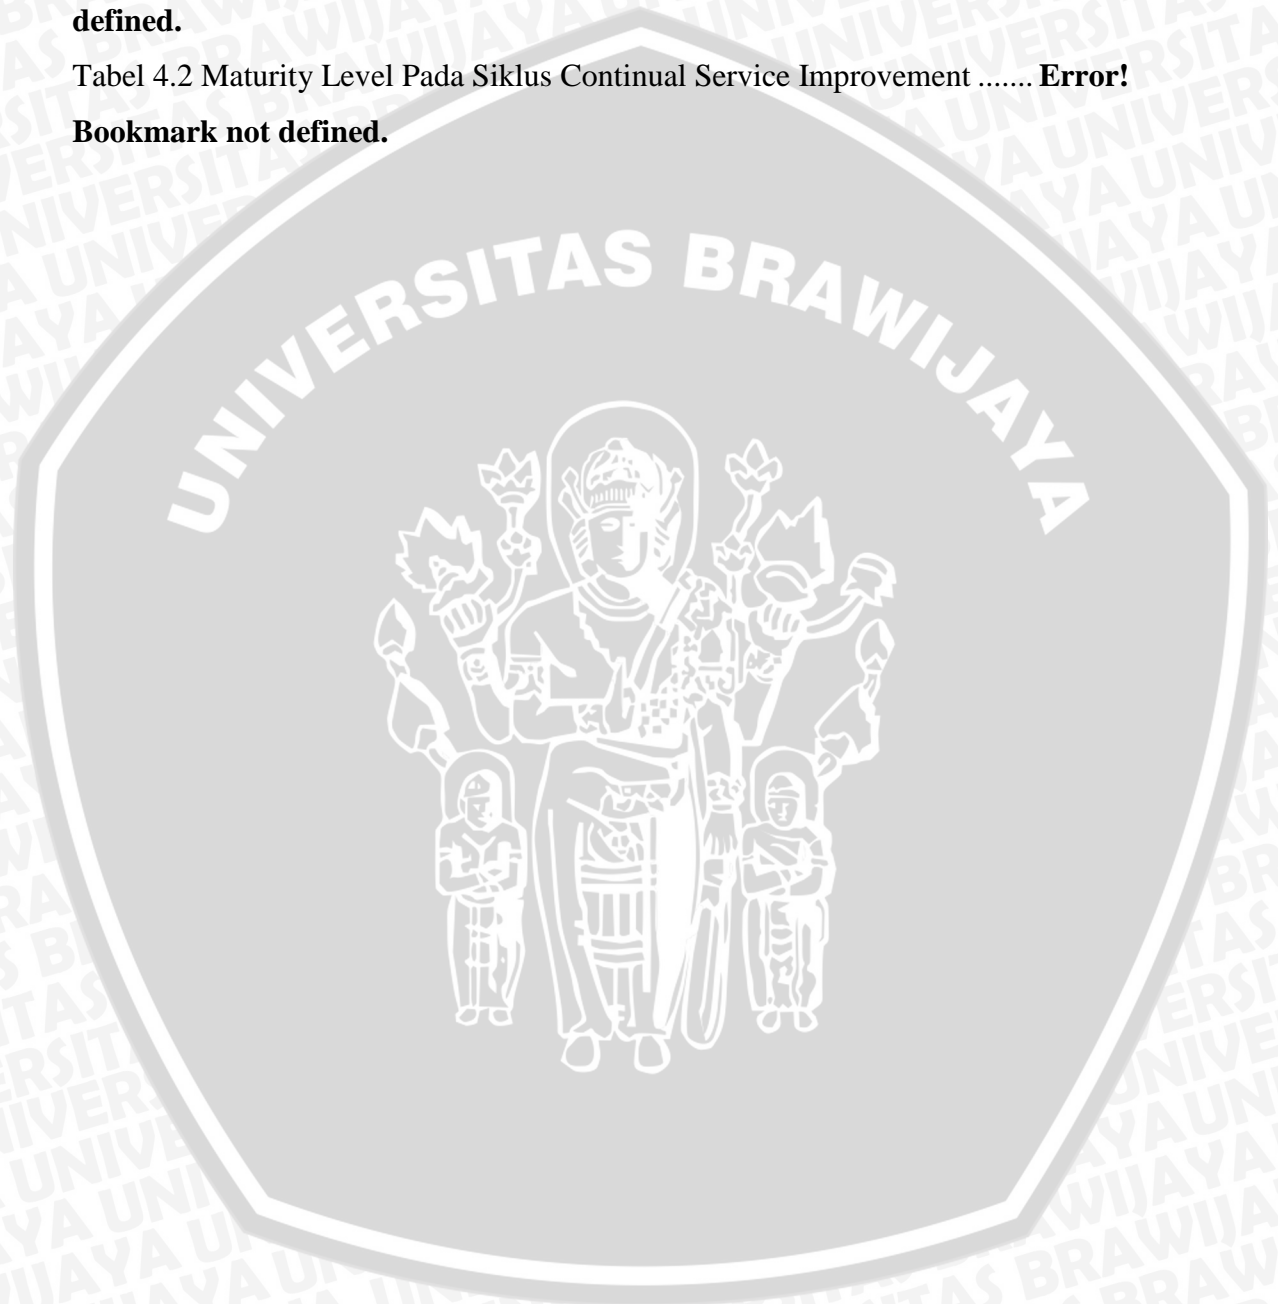 defined.
Tabel 4.2 Maturity Level Pada Siklus Continual Service Improvement ....... Error!
Bookmark not defined.
UNIVERSITAS BRAWIJAYA